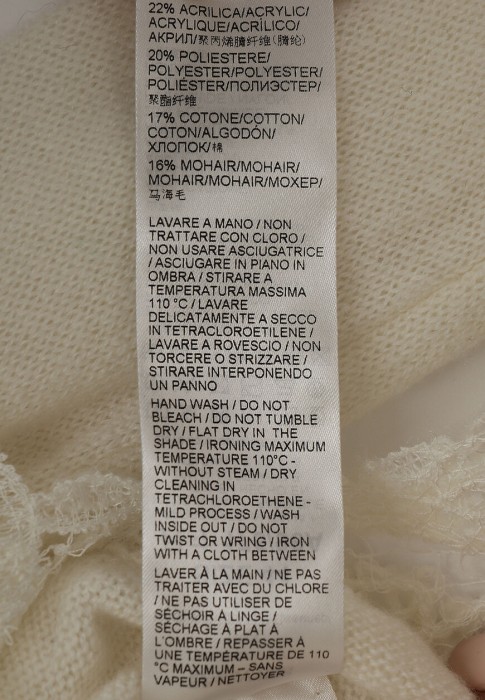 22% ACRILICA/ACRYLIC/
ACRYLIQUE/ACRÍLICO/
АКРИЛ/聚丙烯腈纤维(腈纶)
20% POLIESTERE/
POLYESTER/POLYESTER/
POLIÉSTER/ПОЛИЭСТЕР/
聚酯纤维
17% COTONE/COTTON/
COTON/ALGODÓN/
ХЛОПОК/棉
16% MOHAIR/MOHAIR/
MOHAIR/MOHAIR/МОХЕР/
马海毛
LAVARE A MANO / NON
TRATTARE CON CLORO /
NON USARE ASCIUGATRICE
/ ASCIUGARE IN PIANO IN
OMBRA / STIRARE A
TEMPERATURA MASSIMA
110 °C / LAVARE
DELICATAMENTE A SECCO
IN TETRACLOROETILENE /
LAVARE A ROVESCIO / NON
TORCERE O STRIZZARE /
STIRARE INTERPONENDO
UN PANNO
HAND WASH / DO NOT
BLEACH / DO NOT TUMBLE
DRY / FLAT DRY IN THE
SHADE / IRONING MAXIMUM
TEMPERATURE 110°C -
WITHOUT STEAM / DRY
CLEANING IN
TETRACHLOROETHENE -
MILD PROCESS / WASH
INSIDE OUT / DO NOT
TWIST OR WRING / IRON
WITH A CLOTH BETWEEN
LAVER À LA MAIN / NE PAS
TRAITER AVEC DU CHLORE
/ NE PAS UTILISER DE
SÉCHOIR À LINGE /
SÉCHAGE À PLAT À
L'OMBRE / REPASSER À
UNE TEMPÉRATURE DE 110
°C MAXIMUM – SANS
VAPEUR / NETTOYER